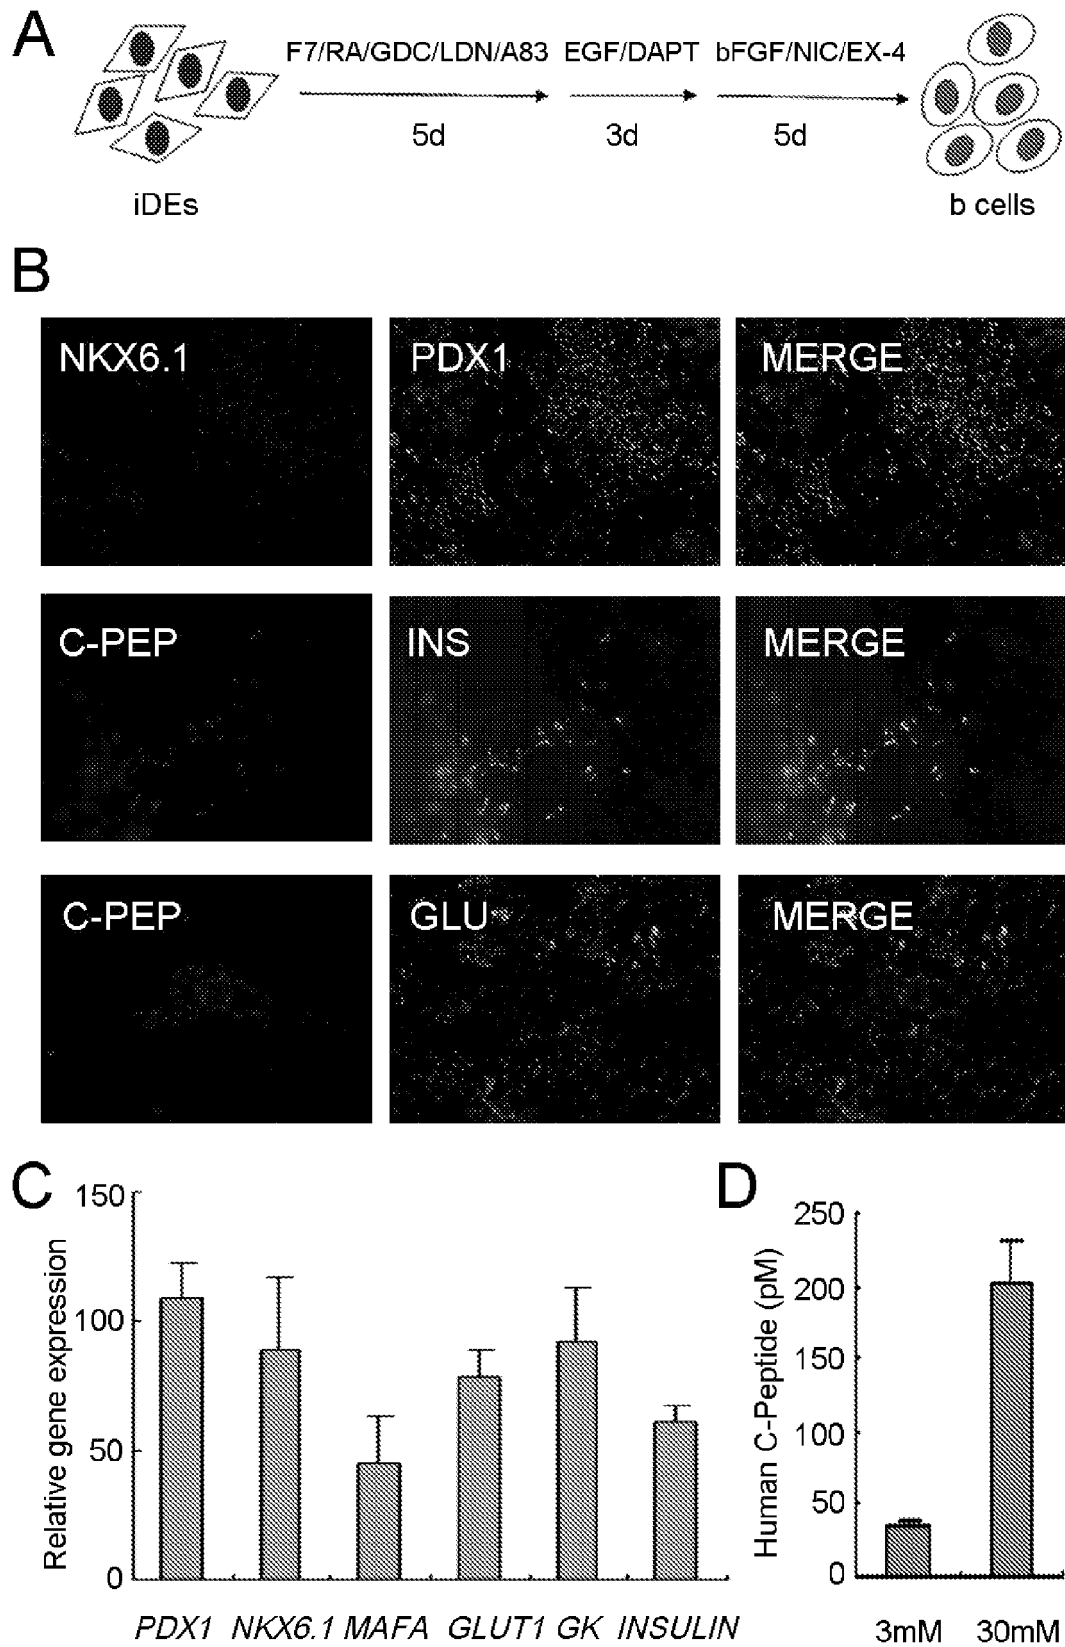 A
F7/RA/GDC/LDN/A83 EGF/DAPT bFGF/NIC/EX-4
5d 3d 5d
iDEs b cells
B
NKX6.1 PDX1 MERGE
C-PEP INS MERGE
C-PEP GLU MERGE
C
Relative gene expression
150
100
50
0
PDX1 NKX6.1 MAFA GLUT1 GK INSULIN
D
Human C-Peptide (pM)
250
200
150
100
50
0
3mM 30mM